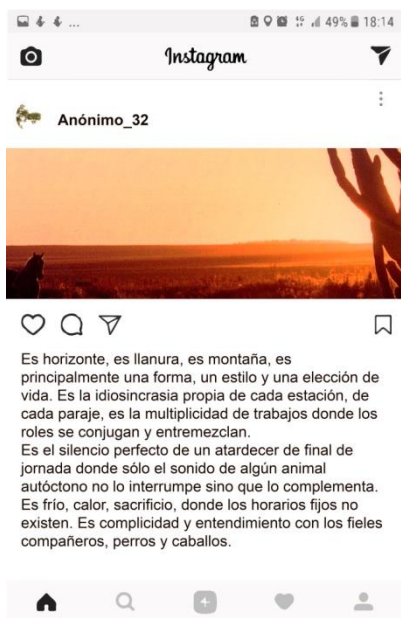 ... 49% 18:14
Instagram
Anónimo_32
Es horizonte, es llanura, es montaña, es
principalmente una forma, un estilo y una elección de
vida. Es la idiosincrasia propia de cada estación, de
cada paraje, es la multiplicidad de trabajos donde los
roles se conjugan y entremezclan.
Es el silencio perfecto de un atardecer de final de
jornada donde sólo el sonido de algún animal
autóctono no lo interrumpe sino que lo complementa.
Es frío, calor, sacrificio, donde los horarios fijos no
existen. Es complicidad y entendimiento con los fieles
compañeros, perros y caballos.